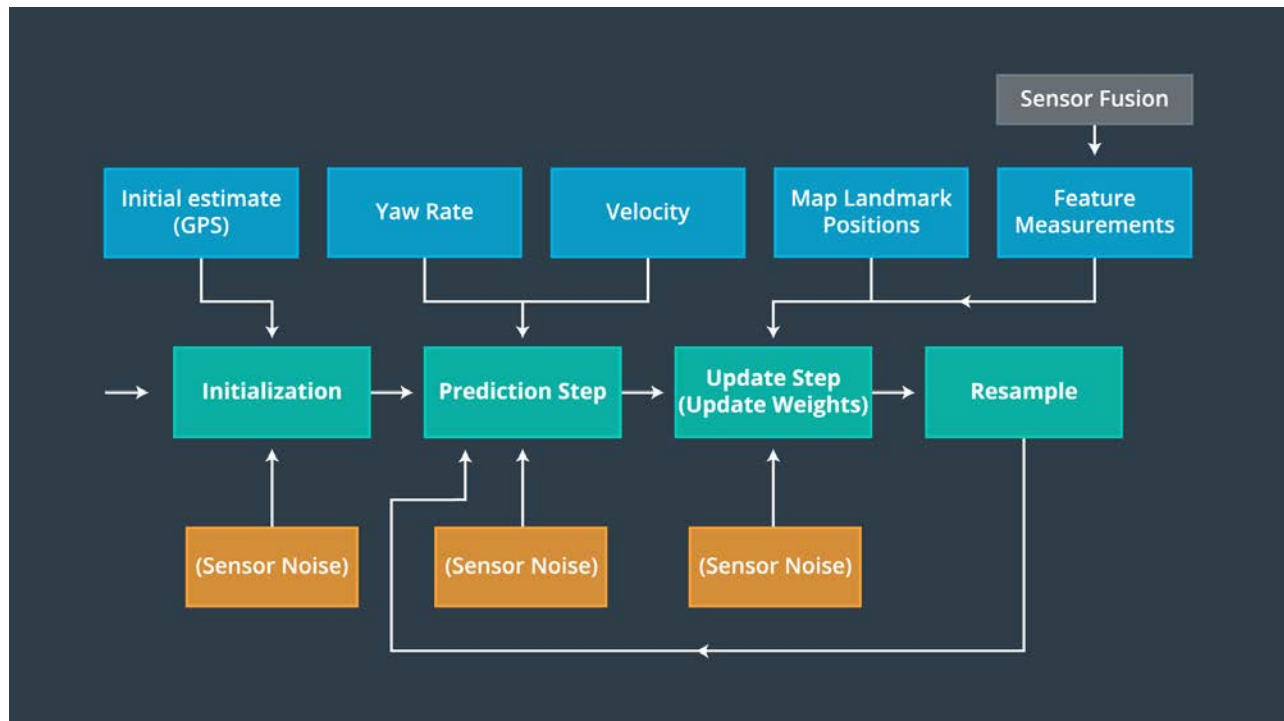 Sensor Fusion
Initial estimate
(GPS)
Yaw Rate
Velocity
Map Landmark
Positions
Feature
Measurements
Initialization
Prediction Step
Update Step
(Update Weights)
Resample
(Sensor Noise)
(Sensor Noise)
(Sensor Noise)